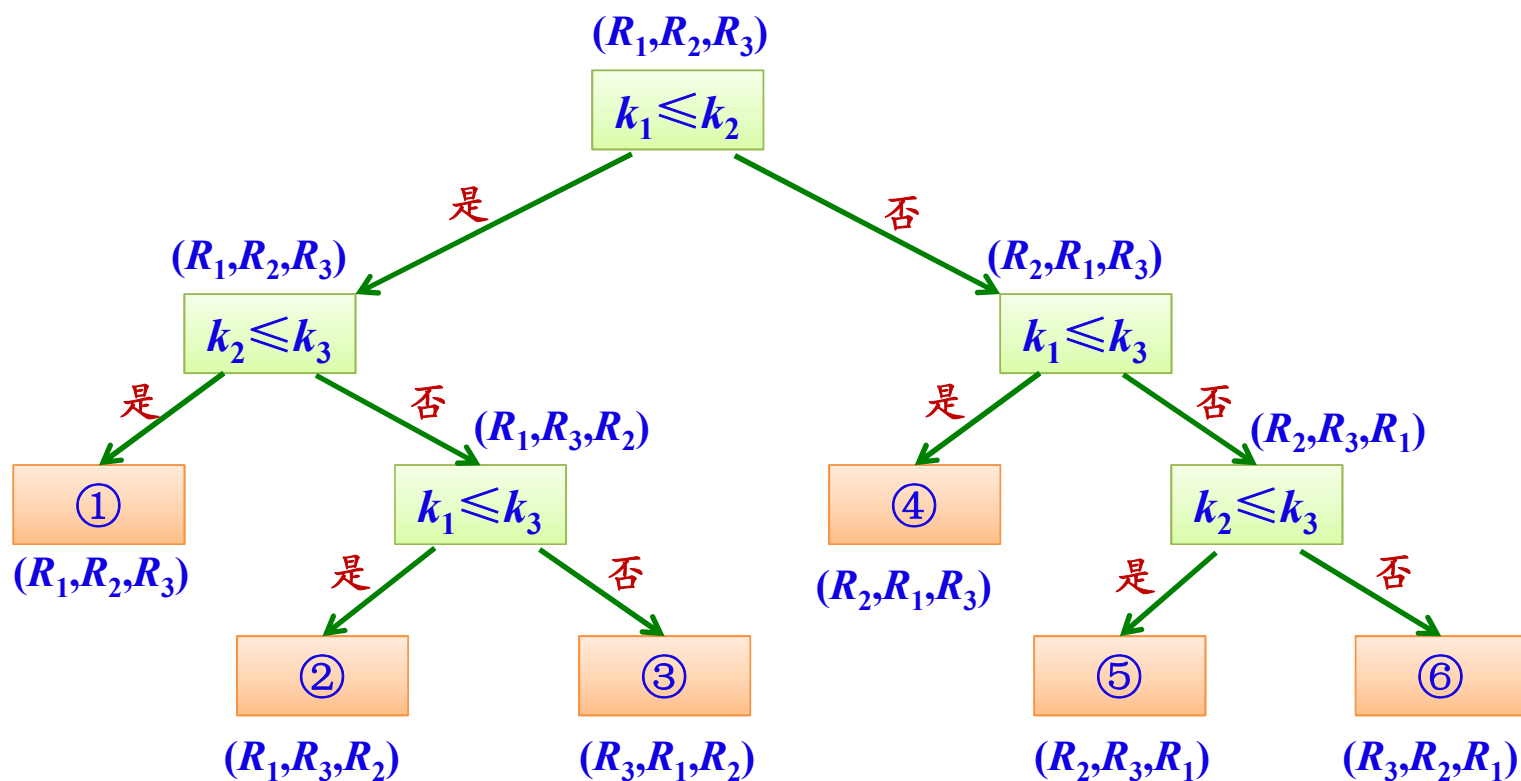 (R₁,R₂,R₃)
k₁≤k₂
是 否
(R₁,R₂,R₃) (R₂,R₁,R₃)
k₂≤k₃ k₁≤k₃
是 否 是 否
(R₁,R₃,R₂) (R₂,R₃,R₁)
① k₁≤k₃ ④ k₂≤k₃
(R₁,R₂,R₃) (R₂,R₁,R₃)
是 否 是 否
② ③ ⑤ ⑥
(R₁,R₃,R₂) (R₃,R₁,R₂) (R₂,R₃,R₁) (R₃,R₂,R₁)